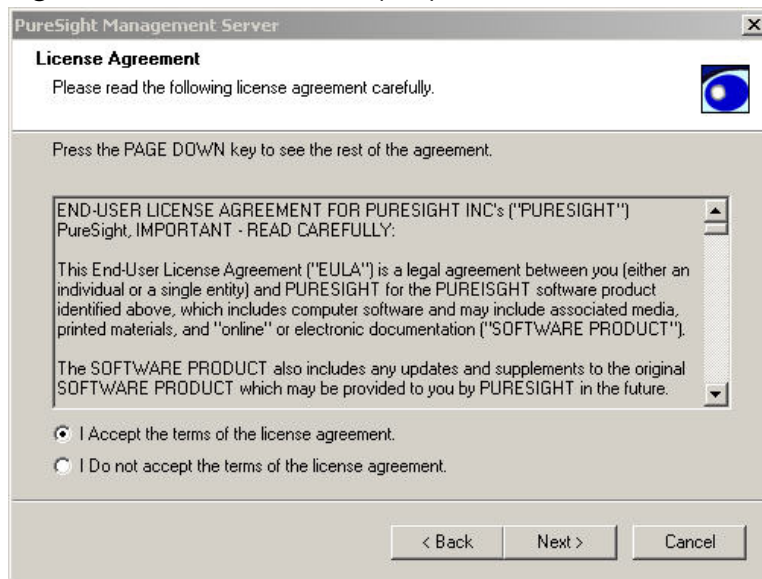 PureSight Management Server
License Agreement
Please read the following license agreement carefully.
Press the PAGE DOWN key to see the rest of the agreement.
END-USER LICENSE AGREEMENT FOR PURESIGHT INC's ("PURESIGHT")
PureSight, IMPORTANT - READ CAREFULLY:
This End-User License Agreement ("EULA") is a legal agreement between you (either an
individual or a single entity) and PURESIGHT for the PUREISGHT software product
identified above, which includes computer software and may include associated media,
printed materials, and "online" or electronic documentation ("SOFTWARE PRODUCT").
The SOFTWARE PRODUCT also includes any updates and supplements to the original
SOFTWARE PRODUCT which may be provided to you by PURESIGHT in the future.
I Accept the terms of the license agreement.
I Do not accept the terms of the license agreement.
< Back Next > Cancel